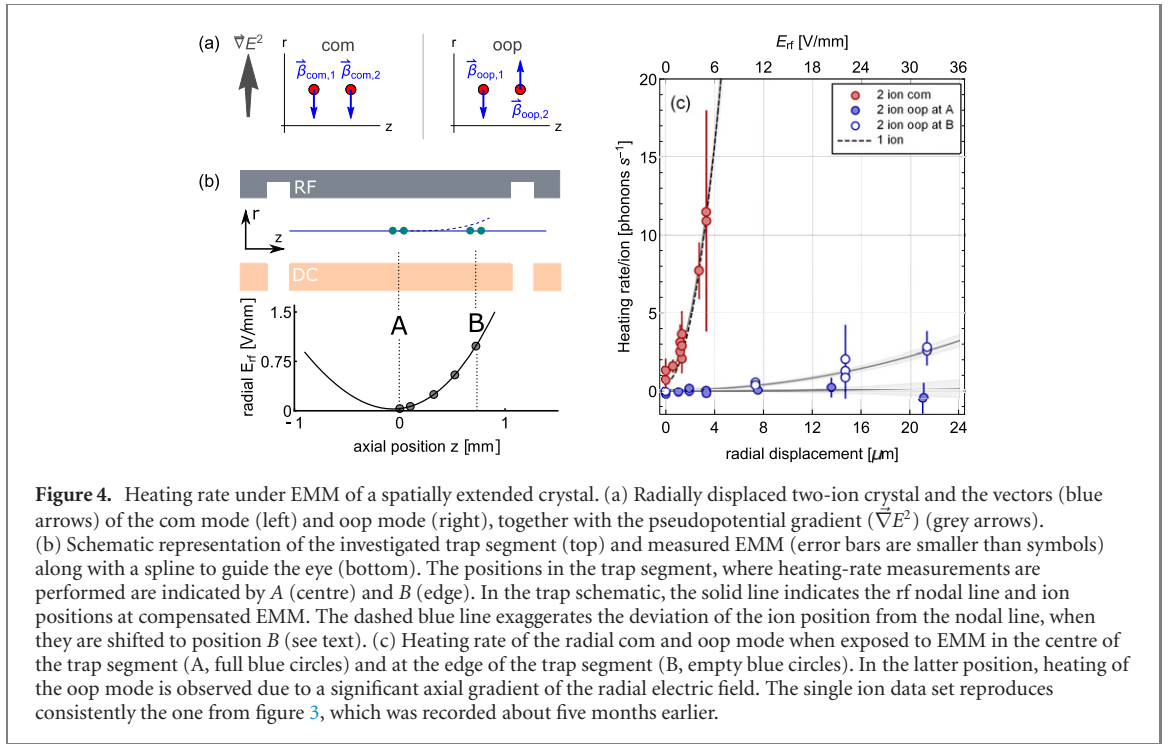 (a)
∇⃗E²
r
com
β⃗com,1
β⃗com,2
z
r
oop
β⃗oop,1
β⃗oop,2
z
(b)
RF
r
z
DC
radial Erf [V/mm]
1.5
0.75
0
A
B
- 1
0
1
axial position z [mm]
Erf [V/mm]
0 6 12 18 24 30 36
(c)
2 ion com
2 ion oop at A
2 ion oop at B
1 ion
Heating rate/ion [phonons s⁻¹]
20
15
10
5
0
0 4 8 12 16 20 24
radial displacement [μm]
Figure 4. Heating rate under EMM of a spatially extended crystal. (a) Radially displaced two-ion crystal and the vectors (blue
arrows) of the com mode (left) and oop mode (right), together with the pseudopotential gradient (∇⃗E²) (grey arrows).
(b) Schematic representation of the investigated trap segment (top) and measured EMM (error bars are smaller than symbols)
along with a spline to guide the eye (bottom). The positions in the trap segment, where heating-rate measurements are
performed are indicated by A (centre) and B (edge). In the trap schematic, the solid line indicates the rf nodal line and ion
positions at compensated EMM. The dashed blue line exaggerates the deviation of the ion position from the nodal line, when
they are shifted to position B (see text). (c) Heating rate of the radial com and oop mode when exposed to EMM in the centre of
the trap segment (A, full blue circles) and at the edge of the trap segment (B, empty blue circles). In the latter position, heating of
the oop mode is observed due to a significant axial gradient of the radial electric field. The single ion data set reproduces
consistently the one from figure 3, which was recorded about five months earlier.